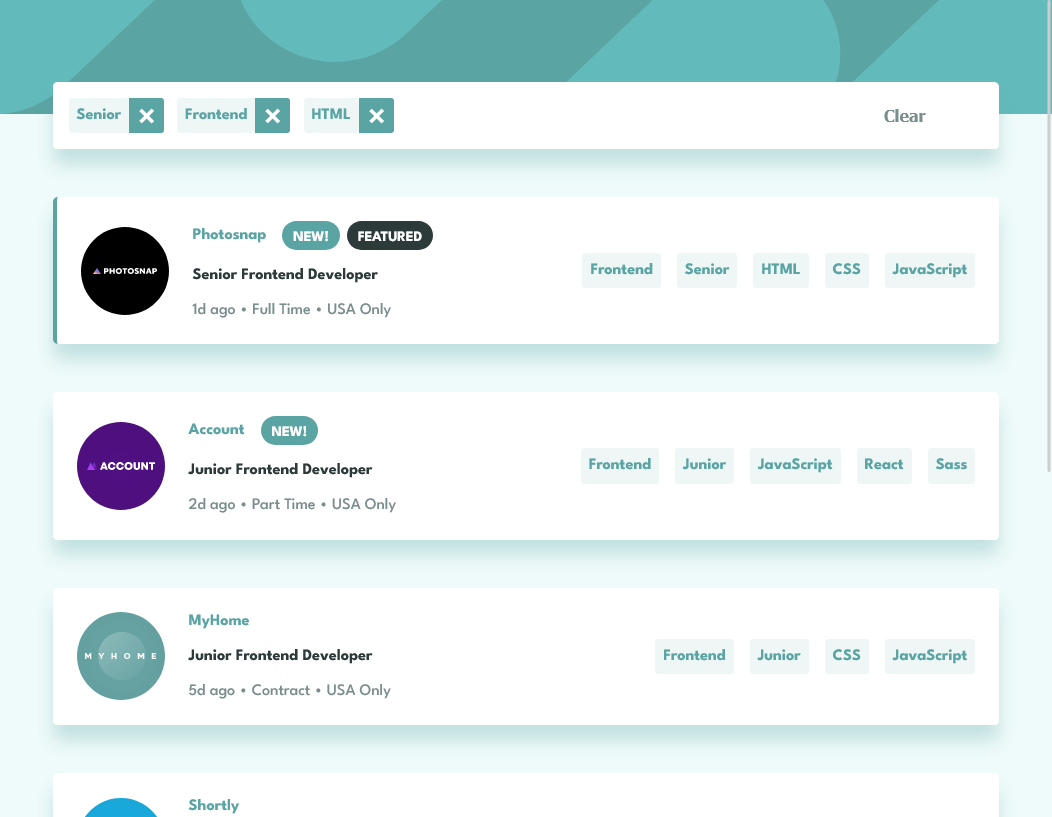 Senior Frontend HTML Clear
Photosnap NEW! FEATURED
PHOTOSNAP
Senior Frontend Developer
1d ago • Full Time • USA Only
Frontend Senior HTML CSS JavaScript
Account NEW!
ACCOUNT
Junior Frontend Developer
2d ago • Part Time • USA Only
Frontend Junior JavaScript React Sass
MyHome
MYHOME
Junior Frontend Developer
5d ago • Contract • USA Only
Frontend Junior CSS JavaScript
Shortly